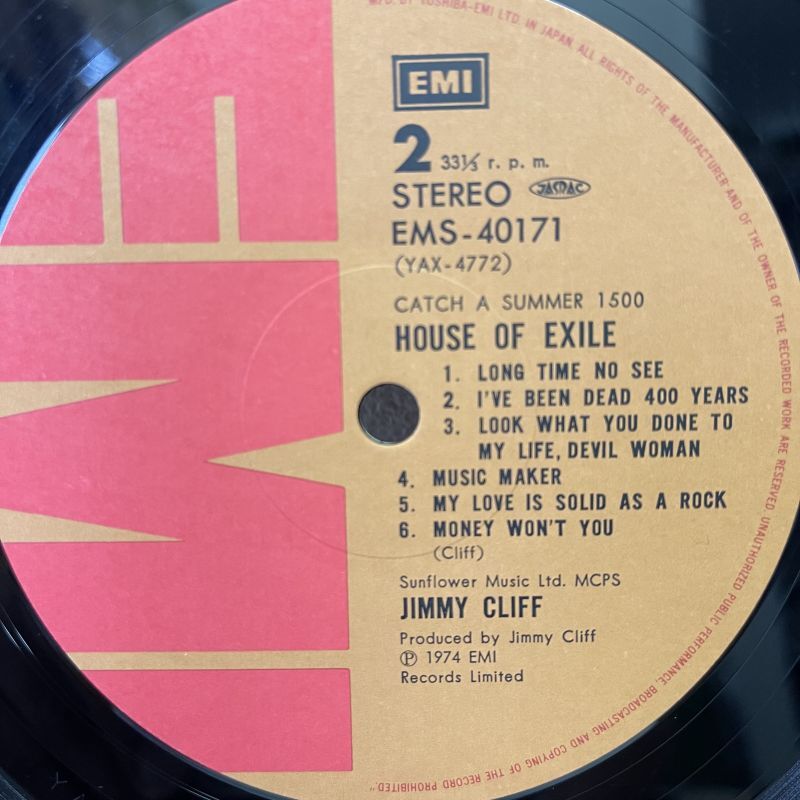 MFD. BY TOSHIBA-EMI LTD. IN JAPAN. ALL RIGHTS OF THE MANUFACTURER AND OF THE OWNER OF THE RECORDED WORK ARE RESERVED. UNAUTHORIZED PUBLIC PERFORMANCE, BROADCASTING AND COPYING OF THE RECORD PROHIBITED."
EMI
2 33⅓ r. p. m.
STEREO JASRAC
EMS-40171
(YAX-4772)
CATCH A SUMMER 1500
HOUSE OF EXILE
1. LONG TIME NO SEE
2. I'VE BEEN DEAD 400 YEARS
3. LOOK WHAT YOU DONE TO
MY LIFE, DEVIL WOMAN
4. MUSIC MAKER
5. MY LOVE IS SOLID AS A ROCK
6. MONEY WON'T YOU
(Cliff)
Sunflower Music Ltd. MCPS
JIMMY CLIFF
Produced by Jimmy Cliff
Ⓟ 1974 EMI
Records Limited
EMI